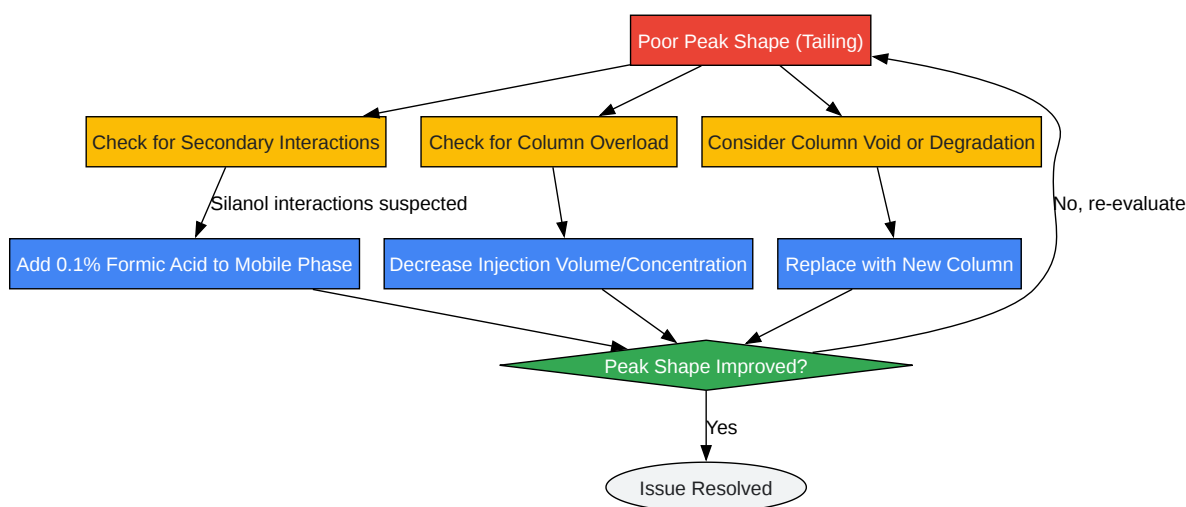 Poor Peak Shape (Tailing)
Check for Secondary Interactions
Check for Column Overload
Consider Column Void or Degradation
Silanol interactions suspected
No, re-evaluate
Add 0.1% Formic Acid to Mobile Phase
Decrease Injection Volume/Concentration
Replace with New Column
Peak Shape Improved?
Yes
Issue Resolved